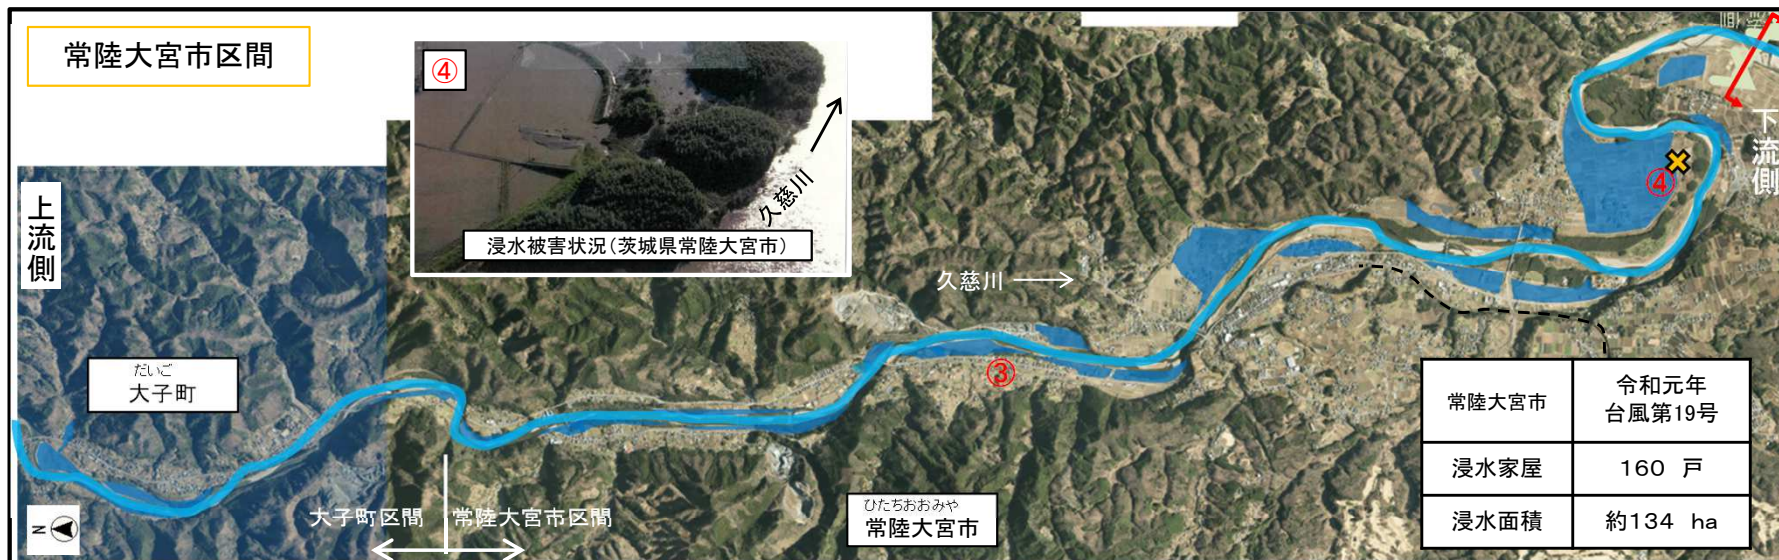 常陸大宮市区間
④
久慈川
浸水被害状況(茨城県常陸大宮市)
上流側
下流側
④
久慈川
③
だいご
大子町
大子町区間
常陸大宮市区間
ひたちおおみや
常陸大宮市
N
常陸大宮市
令和元年
台風第19号
浸水家屋
160 戸
浸水面積
約134 ha